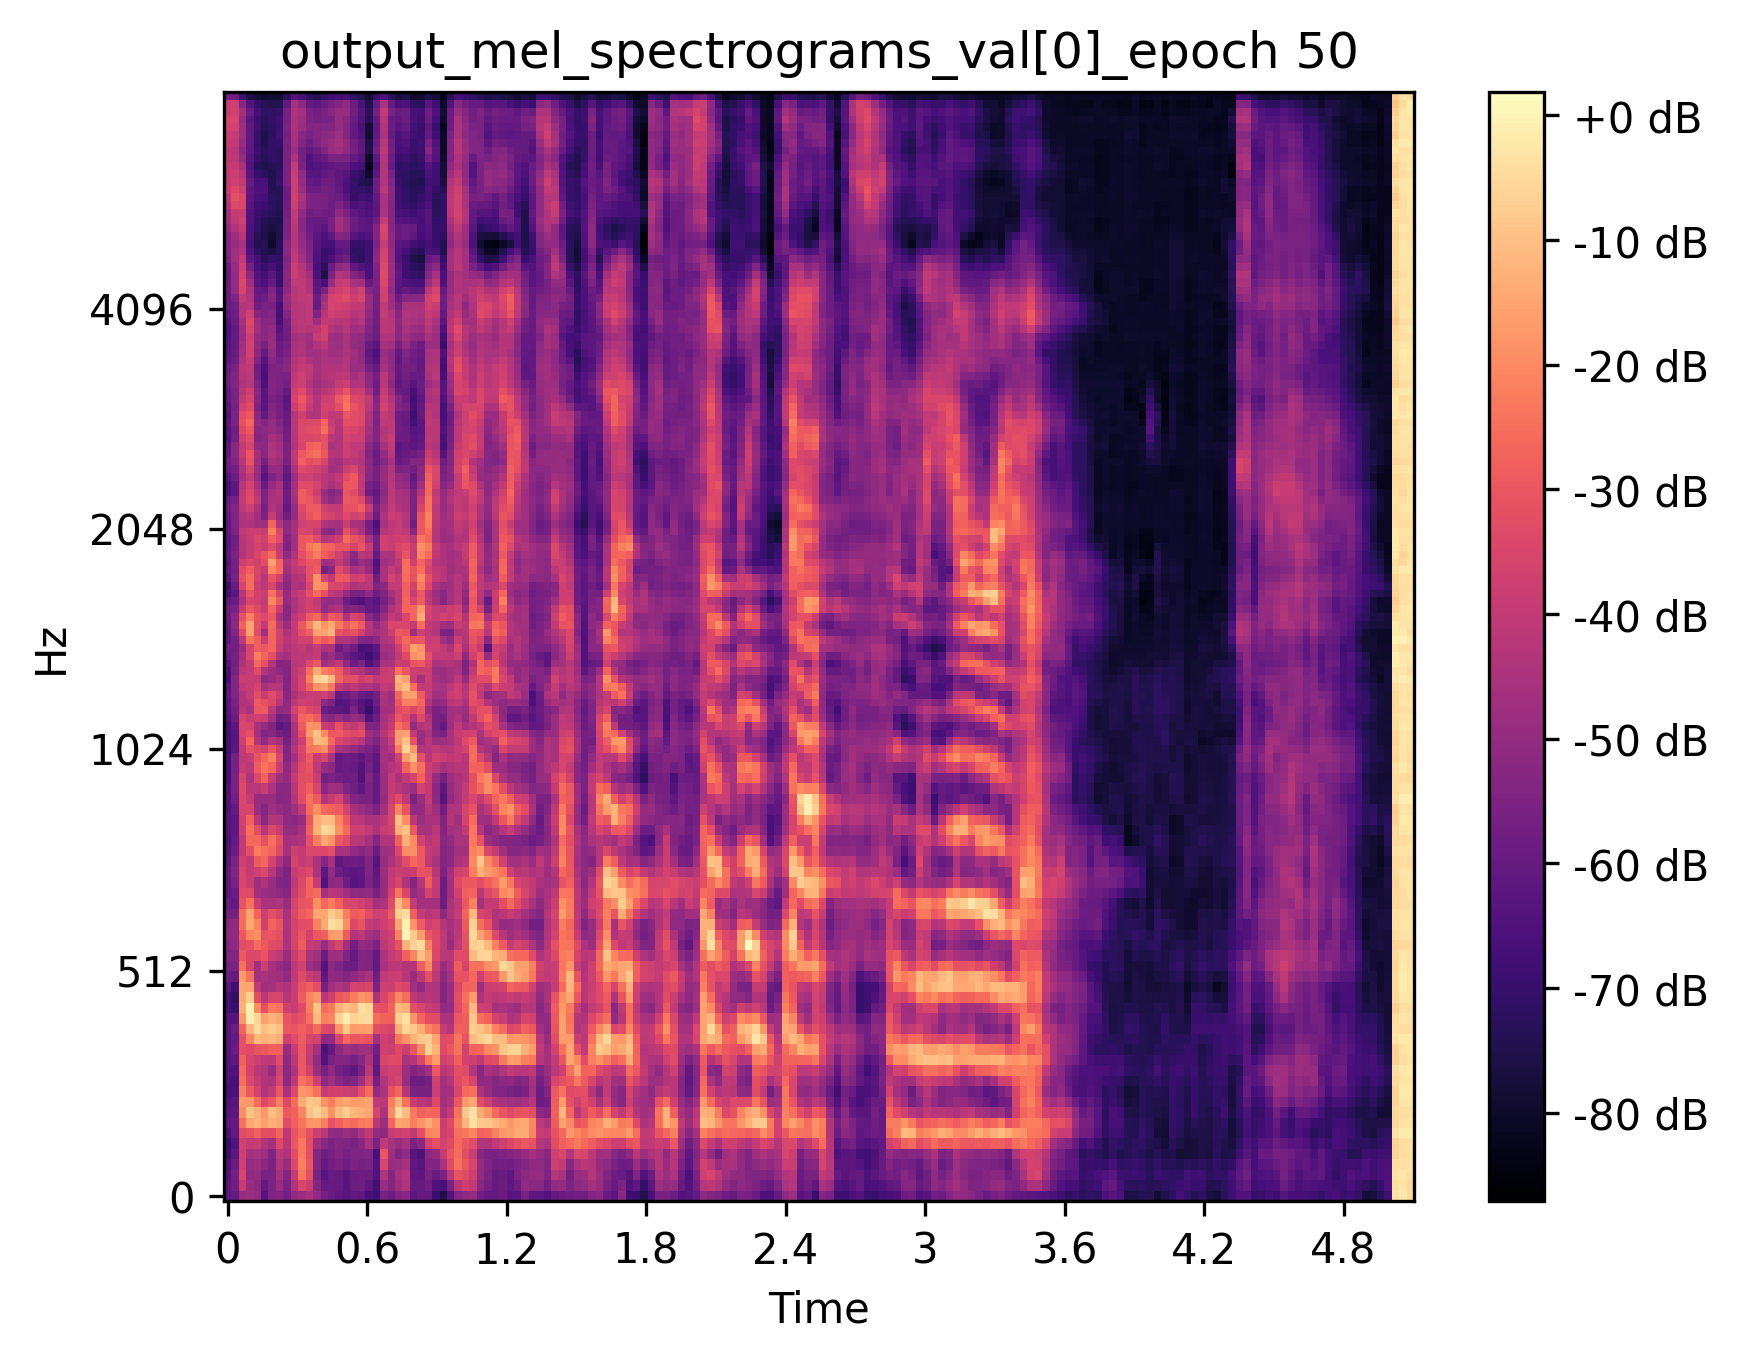 output_mel_spectrograms_val[0]_epoch 50
Hz
4096
2048
1024
512
0
0 0.6 1.2 1.8 2.4 3 3.6 4.2 4.8
Time
+0 dB
-10 dB
-20 dB
-30 dB
-40 dB
-50 dB
-60 dB
-70 dB
-80 dB